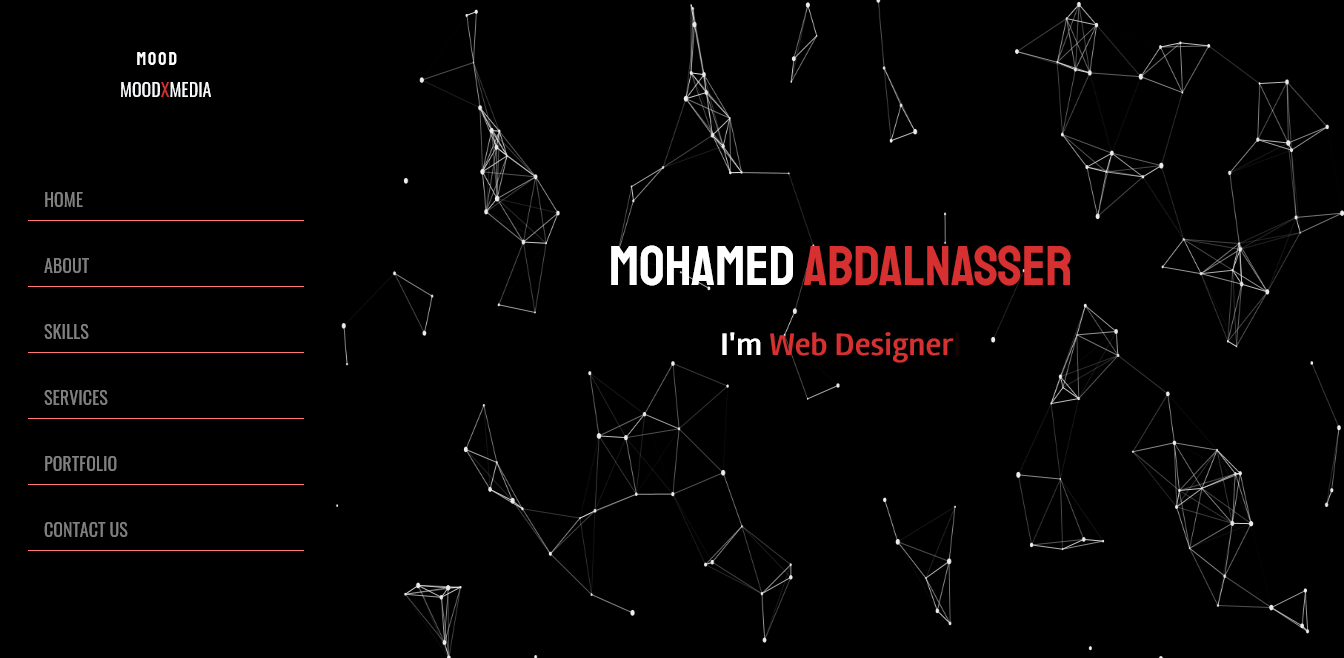 MOOD
MOODXMEDIA
HOME
ABOUT
SKILLS
SERVICES
PORTFOLIO
CONTACT US
MOHAMED ABDALNASSER
I'm Web Designer